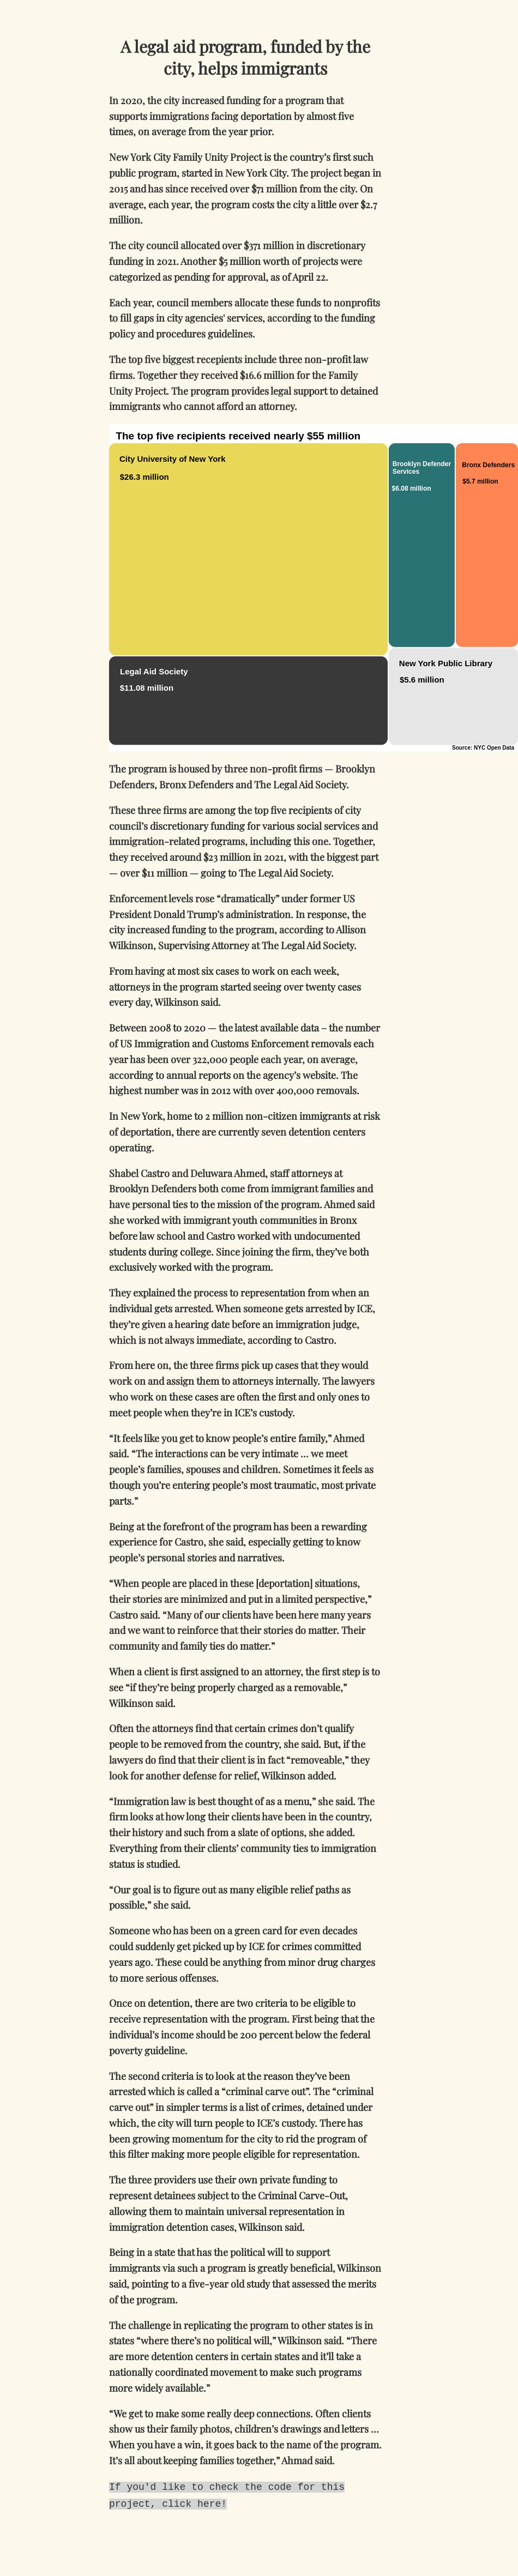 A legal aid program, funded by the
city, helps immigrants
In 2020, the city increased funding for a program that
supports immigrations facing deportation by almost five
times, on average from the year prior.
New York City Family Unity Project is the country's first such
public program, started in New York City. The project began in
2015 and has since received over $71 million from the city. On
average, each year, the program costs the city a little over $2.7
million.
The city council allocated over $371 million in discretionary
funding in 2021. Another $5 million worth of projects were
categorized as pending for approval, as of April 22.
Each year, council members allocate these funds to nonprofits
to fill gaps in city agencies' services, according to the funding
policy and procedures guidelines.
The top five biggest recepients include three non-profit law
firms. Together they received $16.6 million for the Family
Unity Project. The program provides legal support to detained
immigrants who cannot afford an attorney.
The top five recipients received nearly $55 million
City University of New York
$26.3 million
Brooklyn Defender
Services
$6.08 million
Bronx Defenders
$5.7 million
Legal Aid Society
$11.08 million
New York Public Library
$5.6 million
Source: NYC Open Data
The program is housed by three non-profit firms — Brooklyn
Defenders, Bronx Defenders and The Legal Aid Society.
These three firms are among the top five recipients of city
council's discretionary funding for various social services and
immigration-related programs, including this one. Together,
they received around $23 million in 2021, with the biggest part
— over $11 million — going to The Legal Aid Society.
Enforcement levels rose “dramatically” under former US
President Donald Trump's administration. In response, the
city increased funding to the program, according to Allison
Wilkinson, Supervising Attorney at The Legal Aid Society.
From having at most six cases to work on each week,
attorneys in the program started seeing over twenty cases
every day, Wilkinson said.
Between 2008 to 2020 — the latest available data – the number
of US Immigration and Customs Enforcement removals each
year has been over 322,000 people each year, on average,
according to annual reports on the agency's website. The
highest number was in 2012 with over 400,000 removals.
In New York, home to 2 million non-citizen immigrants at risk
of deportation, there are currently seven detention centers
operating.
Shabel Castro and Deluwara Ahmed, staff attorneys at
Brooklyn Defenders both come from immigrant families and
have personal ties to the mission of the program. Ahmed said
she worked with immigrant youth communities in Bronx
before law school and Castro worked with undocumented
students during college. Since joining the firm, they've both
exclusively worked with the program.
They explained the process to representation from when an
individual gets arrested. When someone gets arrested by ICE,
they're given a hearing date before an immigration judge,
which is not always immediate, according to Castro.
From here on, the three firms pick up cases that they would
work on and assign them to attorneys internally. The lawyers
who work on these cases are often the first and only ones to
meet people when they're in ICE's custody.
“It feels like you get to know people's entire family,” Ahmed
said. “The interactions can be very intimate ... we meet
people's families, spouses and children. Sometimes it feels as
though you're entering people's most traumatic, most private
parts.”
Being at the forefront of the program has been a rewarding
experience for Castro, she said, especially getting to know
people's personal stories and narratives.
“When people are placed in these [deportation] situations,
their stories are minimized and put in a limited perspective,”
Castro said. “Many of our clients have been here many years
and we want to reinforce that their stories do matter. Their
community and family ties do matter.”
When a client is first assigned to an attorney, the first step is to
see “if they're being properly charged as a removable,”
Wilkinson said.
Often the attorneys find that certain crimes don't qualify
people to be removed from the country, she said. But, if the
lawyers do find that their client is in fact “removeable,” they
look for another defense for relief, Wilkinson added.
“Immigration law is best thought of as a menu,” she said. The
firm looks at how long their clients have been in the country,
their history and such from a slate of options, she added.
Everything from their clients' community ties to immigration
status is studied.
“Our goal is to figure out as many eligible relief paths as
possible,” she said.
Someone who has been on a green card for even decades
could suddenly get picked up by ICE for crimes committed
years ago. These could be anything from minor drug charges
to more serious offenses.
Once on detention, there are two criteria to be eligible to
receive representation with the program. First being that the
individual's income should be 200 percent below the federal
poverty guideline.
The second criteria is to look at the reason they've been
arrested which is called a “criminal carve out”. The “criminal
carve out” in simpler terms is a list of crimes, detained under
which, the city will turn people to ICE's custody. There has
been growing momentum for the city to rid the program of
this filter making more people eligible for representation.
The three providers use their own private funding to
represent detainees subject to the Criminal Carve-Out,
allowing them to maintain universal representation in
immigration detention cases, Wilkinson said.
Being in a state that has the political will to support
immigrants via such a program is greatly beneficial, Wilkinson
said, pointing to a five-year old study that assessed the merits
of the program.
The challenge in replicating the program to other states is in
states “where there's no political will,” Wilkinson said. “There
are more detention centers in certain states and it'll take a
nationally coordinated movement to make such programs
more widely available.”
“We get to make some really deep connections. Often clients
show us their family photos, children's drawings and letters ...
When you have a win, it goes back to the name of the program.
It's all about keeping families together,” Ahmad said.
If you'd like to check the code for this
project, click here!